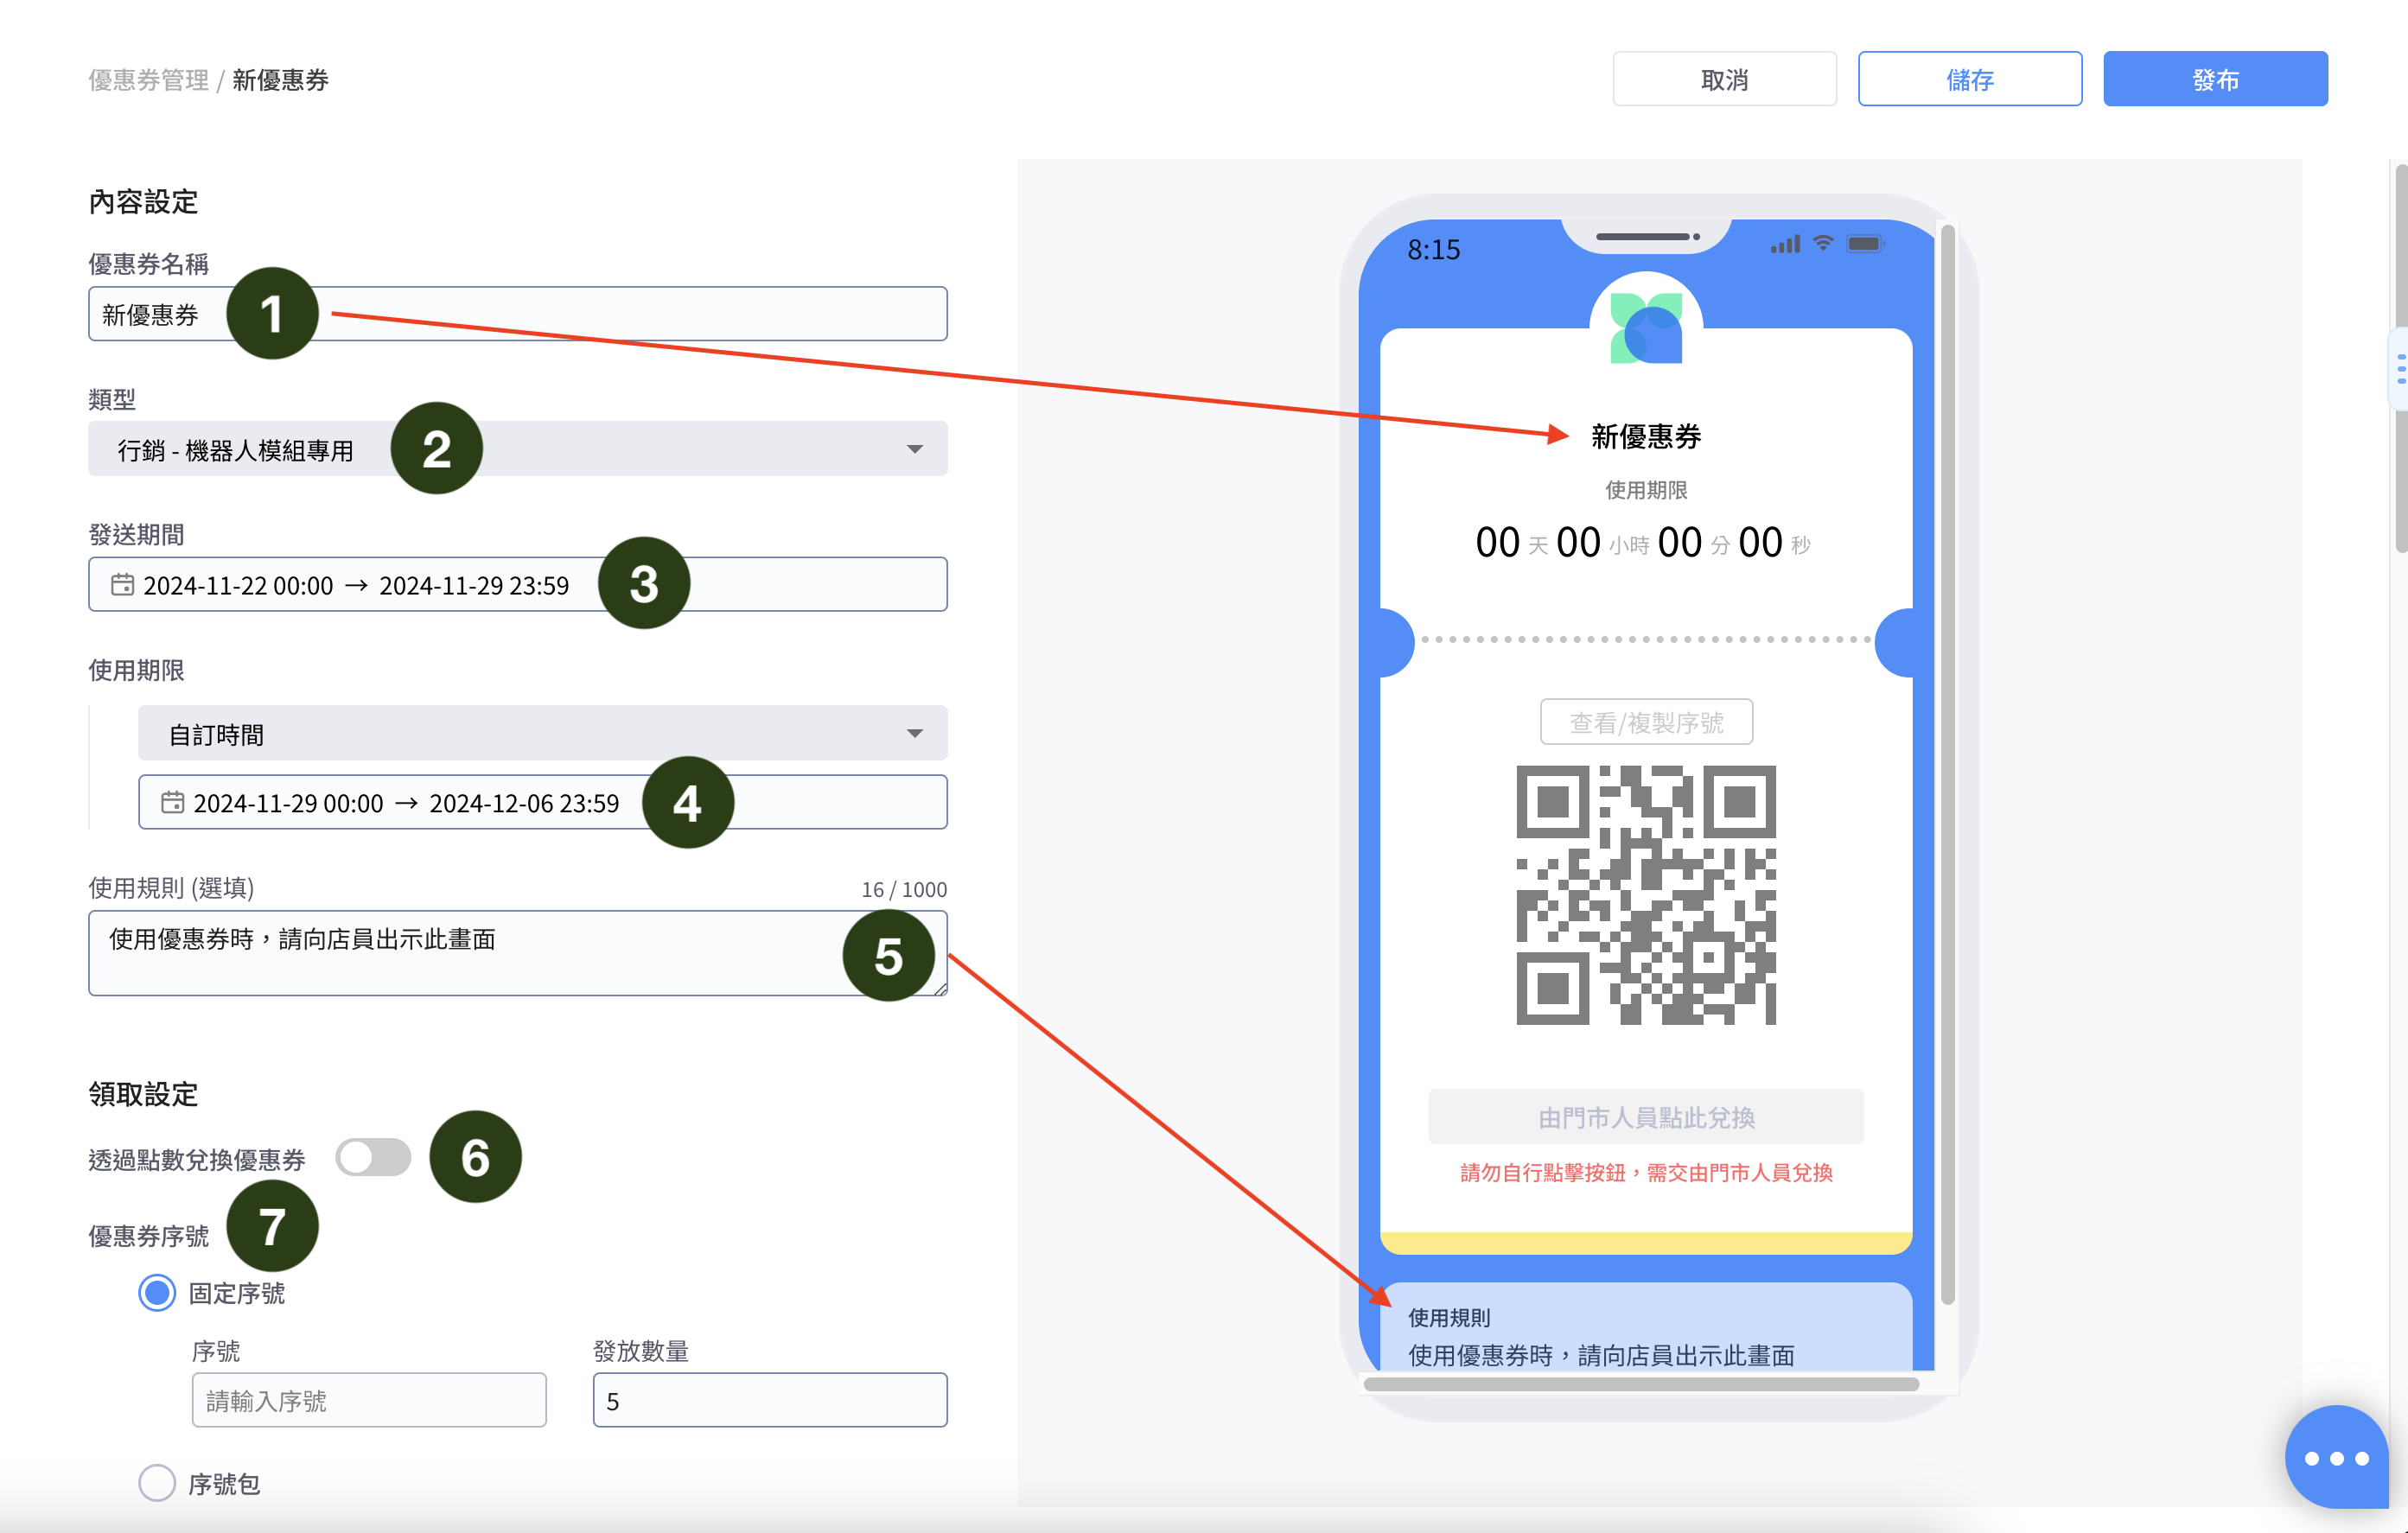 優惠券管理 / 新優惠券
取消
儲存
發布
內容設定
優惠券名稱
新優惠券
1
類型
行銷 - 機器人模組專用
2
發送期間
2024-11-22 00:00 → 2024-11-29 23:59
3
使用期限
自訂時間
2024-11-29 00:00 → 2024-12-06 23:59
4
使用規則 (選填)
16 / 1000
使用優惠券時，請向店員出示此畫面
5
領取設定
透過點數兌換優惠券
6
優惠券序號
7
固定序號
序號
發放數量
請輸入序號
5
序號包
8:15
新優惠券
使用期限
00 天 00 小時 00 分 00 秒
查看/複製序號
由門市人員點此兌換
請勿自行點擊按鈕，需交由門市人員兌換
使用規則
使用優惠券時，請向店員出示此畫面